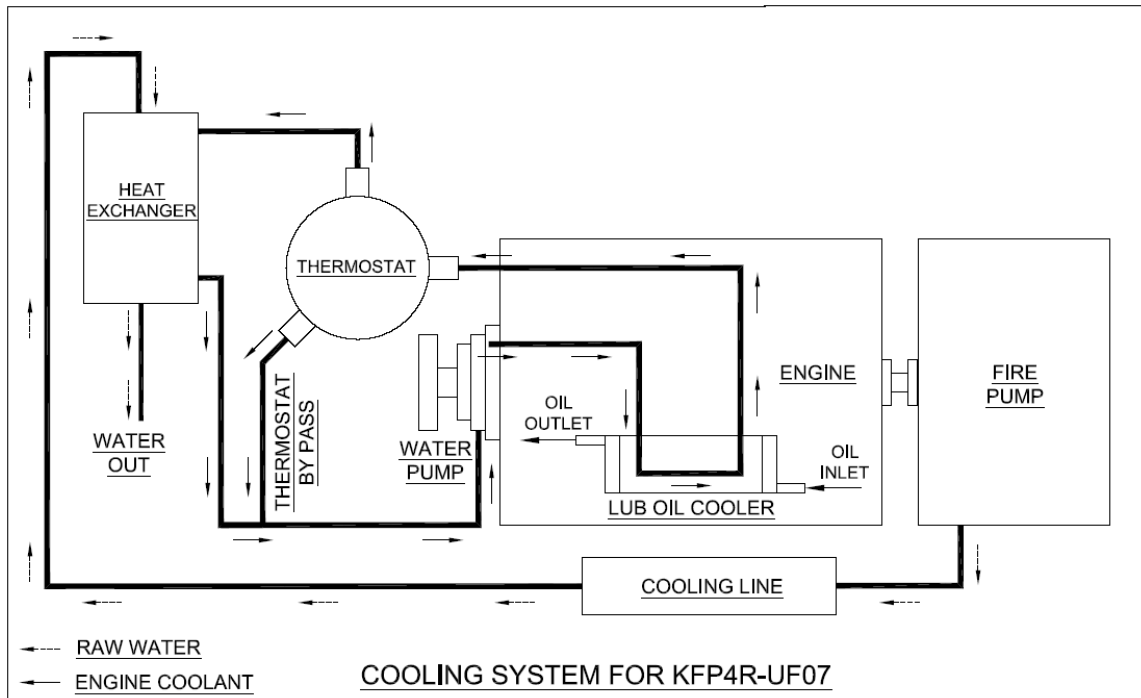 HEAT
EXCHANGER
THERMOSTAT
ENGINE
FIRE
PUMP
WATER
OUT
THERMOSTAT
BY PASS
WATER
PUMP
OIL
OUTLET
OIL
INLET
LUB OIL COOLER
COOLING LINE
RAW WATER
ENGINE COOLANT
COOLING SYSTEM FOR KFP4R-UF07